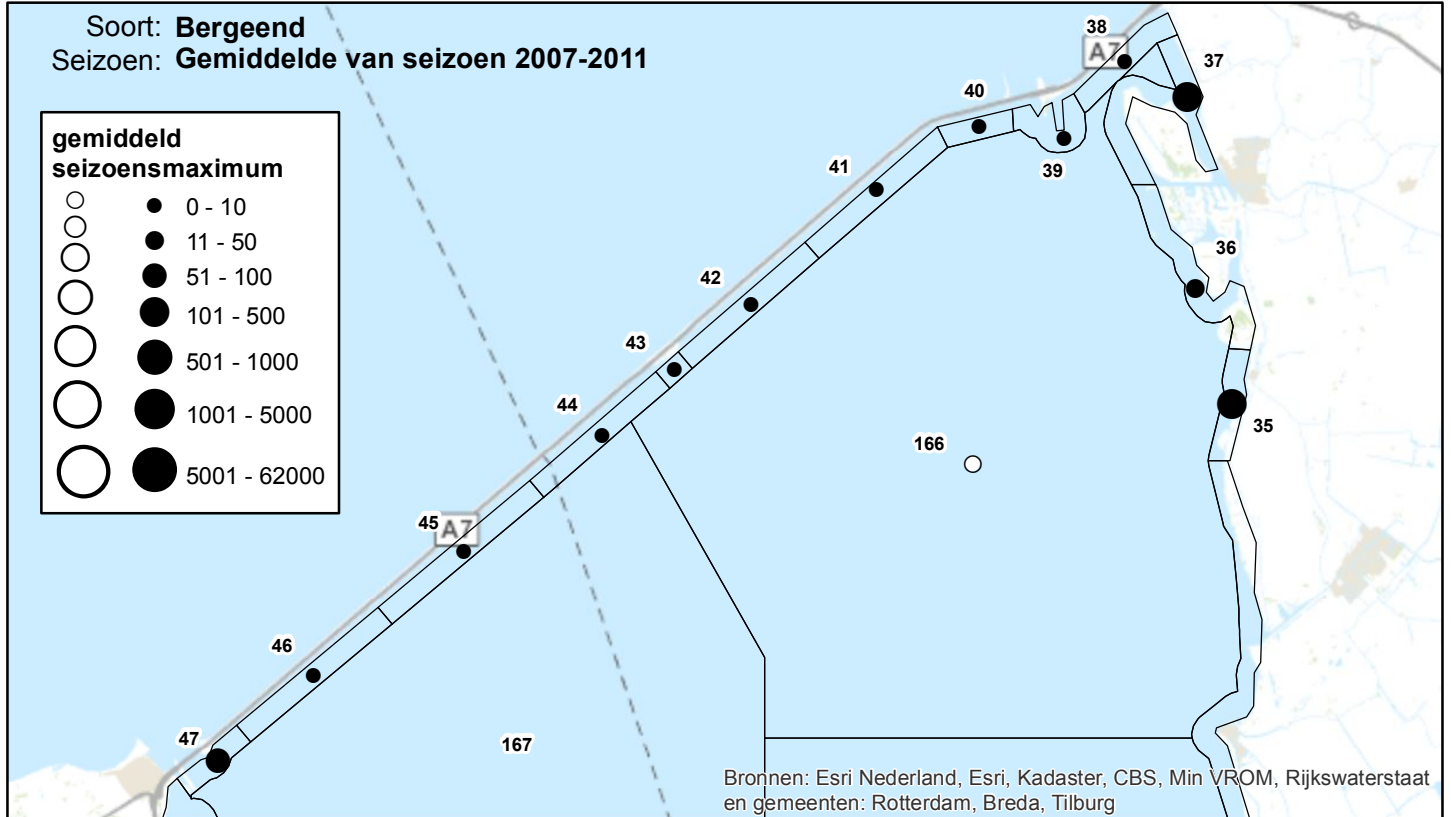 Soort: Bergeend
Seizoen: Gemiddelde van seizoen 2007-2011
gemiddeld
seizoensmaximum
0 - 10
11 - 50
51 - 100
101 - 500
501 - 1000
1001 - 5000
5001 - 62000
38
A7
37
40
39
41
36
42
43
44
35
166
45
A7
46
47
167
Bronnen: Esri Nederland, Esri, Kadaster, CBS, Min VROM, Rijkswaterstaat
en gemeenten: Rotterdam, Breda, Tilburg